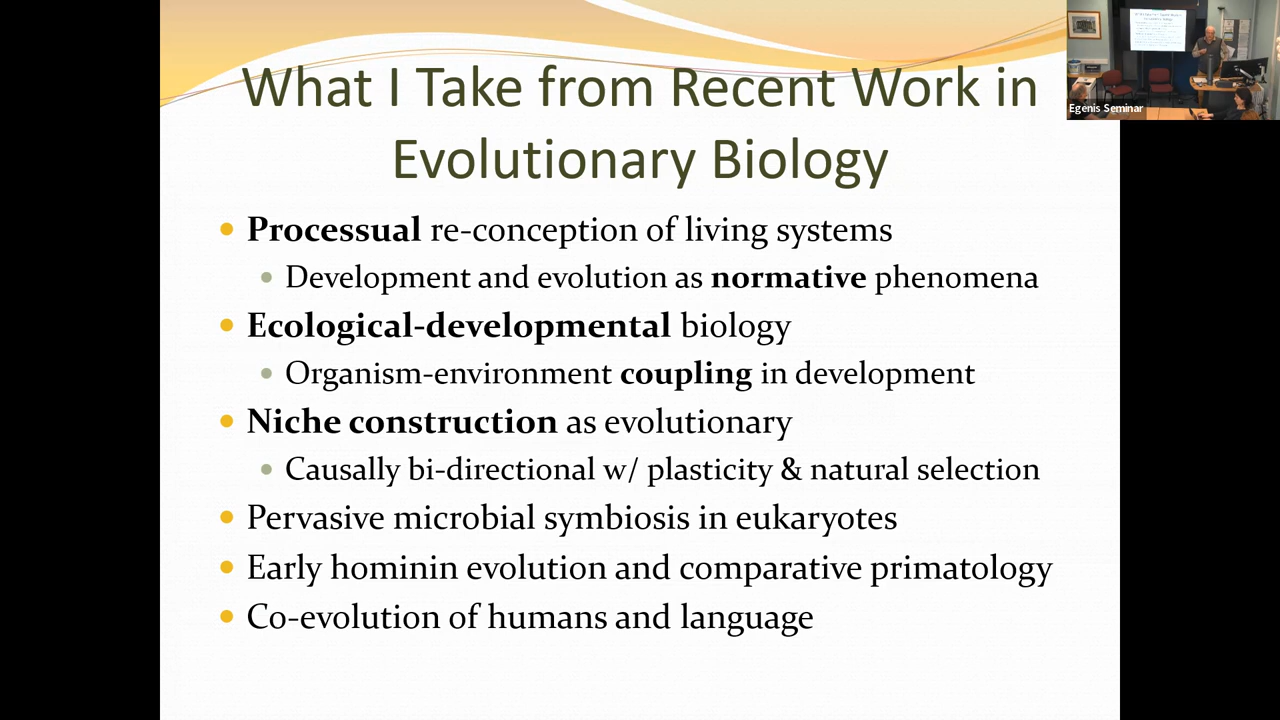 What I Take from Recent Work in
Evolutionary Biology
Processual re-conception of living systems
Development and evolution as normative phenomena
Ecological-developmental biology
Organism-environment coupling in development
Niche construction as evolutionary
Causally bi-directional w/ plasticity & natural selection
Pervasive microbial symbiosis in eukaryotes
Early hominin evolution and comparative primatology
Co-evolution of humans and language
Egenis Seminar